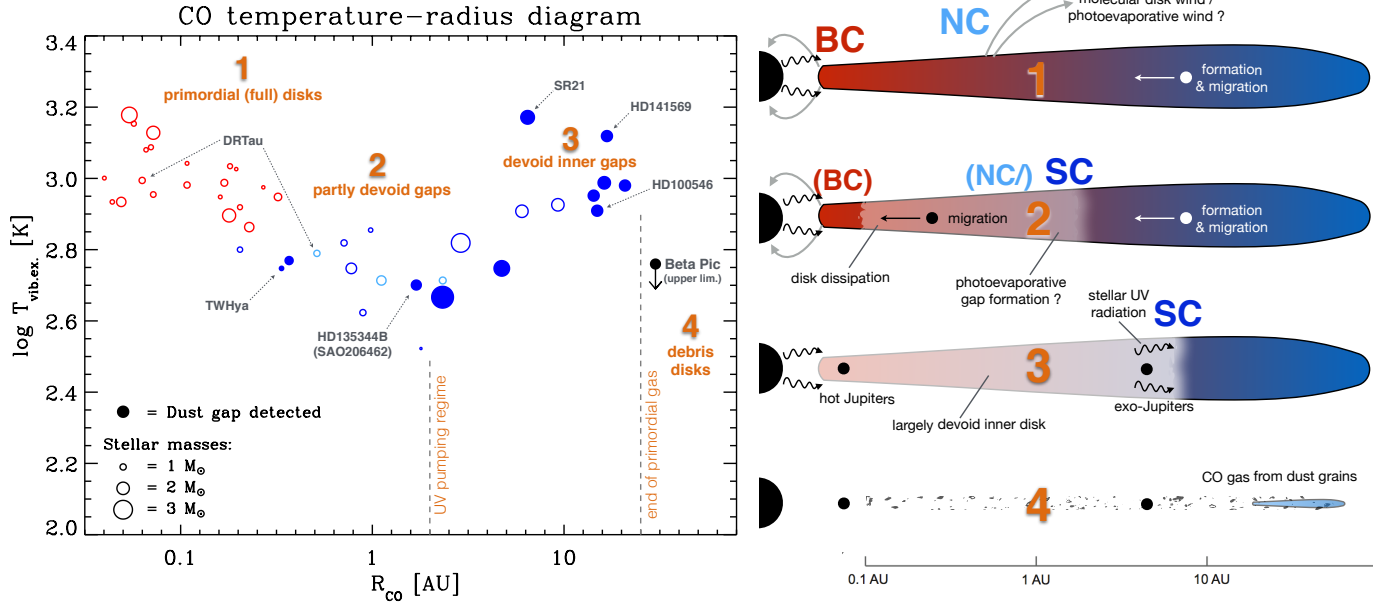 CO temperature−radius diagram
3.4
3.2
3.0
2.8
2.6
2.4
2.2
2.0
log T vib.ex. [K]
0.1
1
10
R CO [AU]
1
primordial (full) disks
DRTau
2
partly devoid gaps
SR21
HD141569
3
devoid inner gaps
HD100546
Beta Pic
(upper lim.)
TWHya
HD135344B
(SAO206462)
4
debris
disks
UV pumping regime
end of primordial gas
= Dust gap detected
Stellar masses:
= 1 M⊙
= 2 M⊙
= 3 M⊙
molecular disk wind /
photoevaporative wind ?
BC
NC
1
formation
& migration
(BC)
(NC/)
SC
2
migration
formation
& migration
disk dissipation
photoevaporative
gap formation ?
stellar UV
radiation
SC
3
hot Jupiters
exo-Jupiters
largely devoid inner disk
CO gas from dust grains
4
0.1 AU
1 AU
10 AU